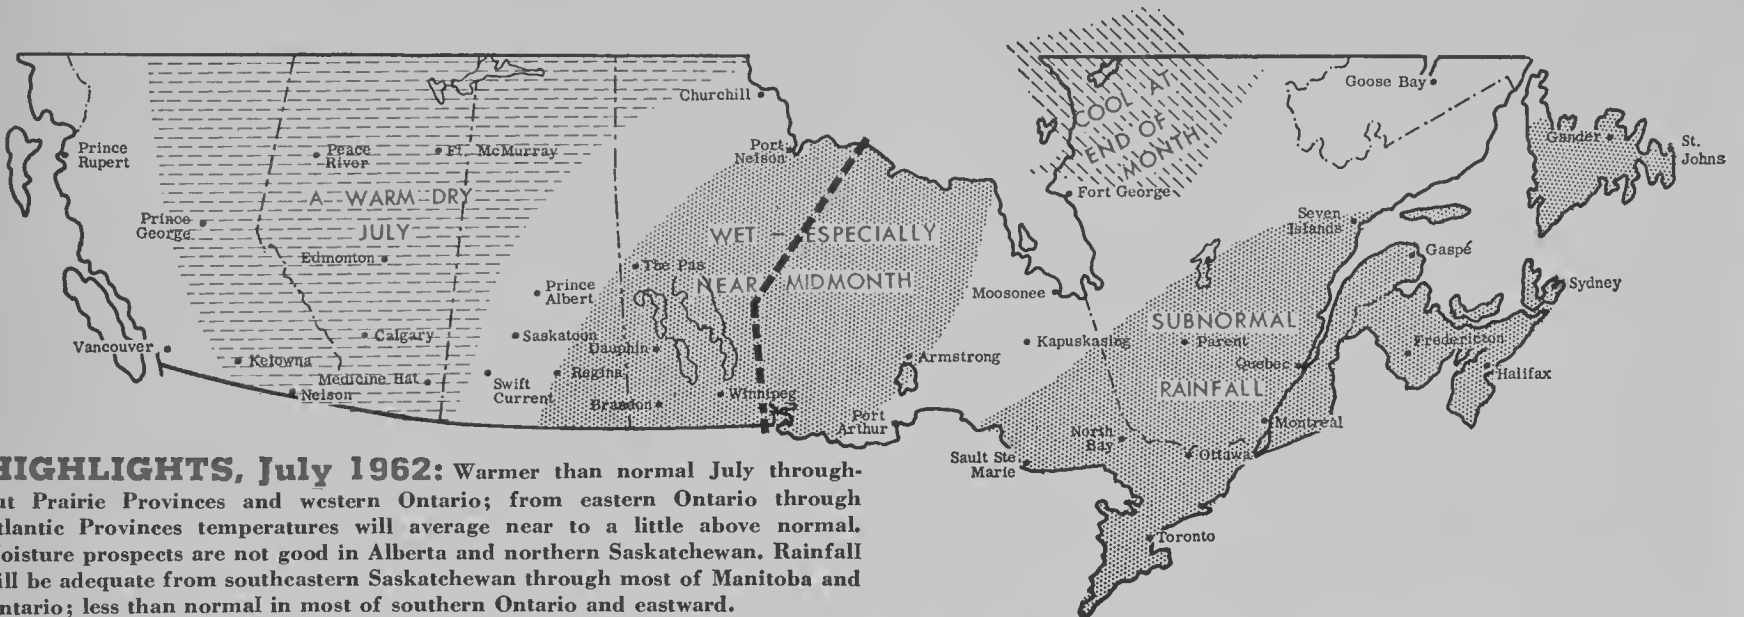 Churchill
Goose Bay
COOL AT
END OF
MONTH
Prince
Rupert
Peace
River
Ft. McMurray
Port
Nelson
Gander
St.
Johns
Fort George
A WARM DRY
JULY
Prince
George
Edmonton
WET - ESPECIALLY
NEAR MIDMONTH
Seven
Islands
Gaspé
The Pas
Prince
Albert
Moosonee
Sydney
Vancouver
Calgary
Saskatoon
Dauphin
Kapuskasing
SUBNORMAL
Parent
RAINFALL
Fredericton
Kelowna
Medicine Hat
Nelson
Swift
Current
Regina
Armstrong
Quebec
Halifax
Brandon
Winnipeg
Port
Arthur
Montreal
North
Bay
Ottawa
Sault Ste.
Marie
Toronto
HIGHLIGHTS, July 1962: Warmer than normal July through-
ut Prairie Provinces and western Ontario; from eastern Ontario through
tlantic Provinces temperatures will average near to a little above normal.
oisture prospects are not good in Alberta and northern Saskatchewan. Rainfall
ill be adequate from southeastern Saskatchewan through most of Manitoba and
ntario; less than normal in most of southern Ontario and eastward.